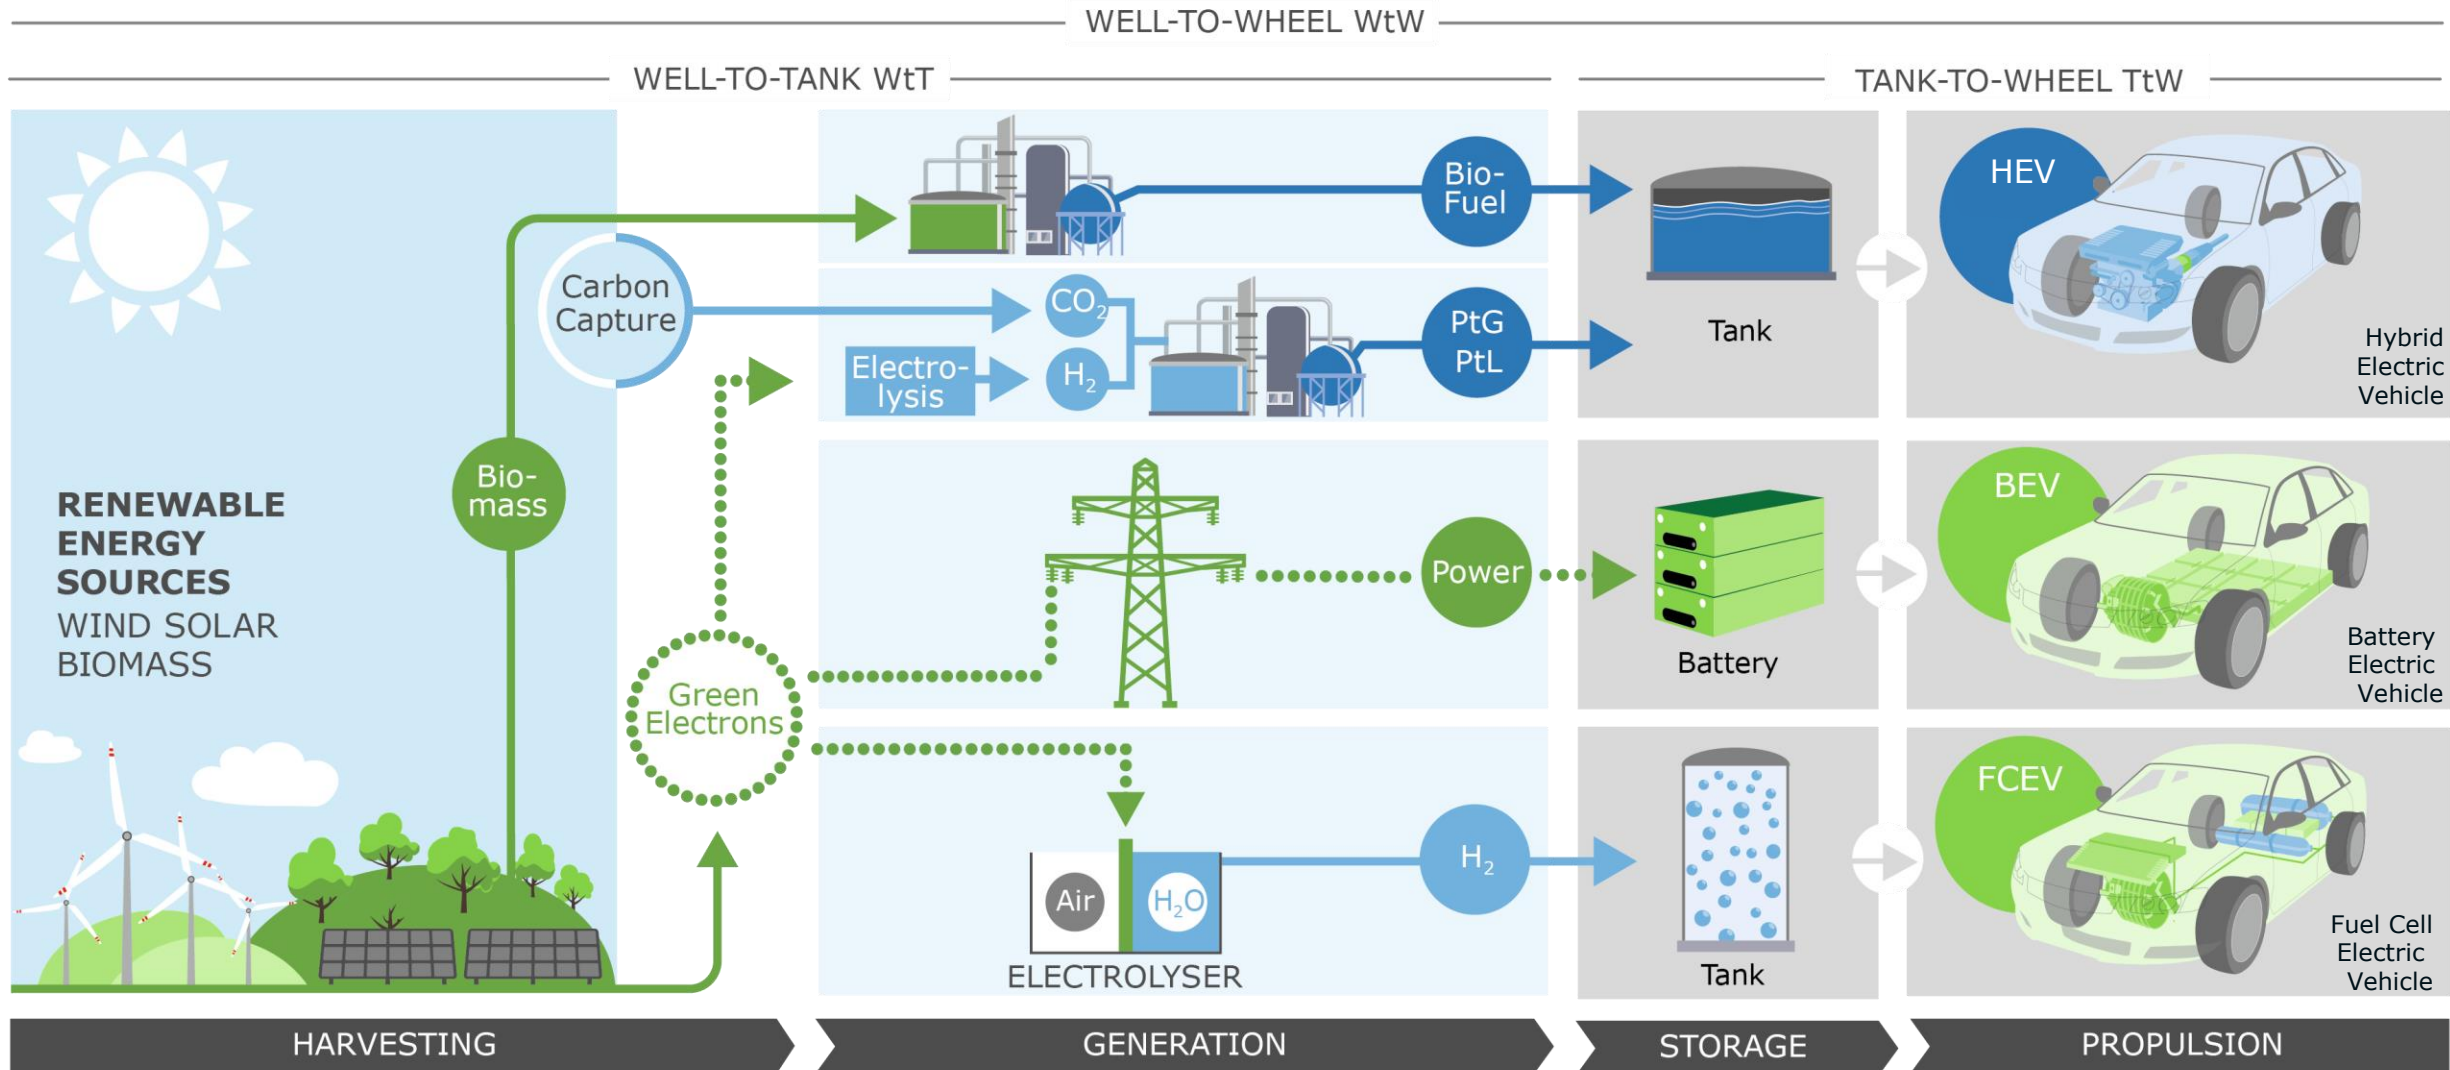 WELL-TO-WHEEL WtW
WELL-TO-TANK WtT
TANK-TO-WHEEL TtW
RENEWABLE
ENERGY
SOURCES
WIND SOLAR
BIOMASS
Bio-
mass
Carbon
Capture
Green
Electrons
Bio-
Fuel
CO₂
Electro-
lysis
H₂
PtG
PtL
Power
Air
H₂O
ELECTROLYSER
H₂
Tank
Battery
Tank
HEV
Hybrid
Electric
Vehicle
BEV
Battery
Electric
Vehicle
FCEV
Fuel Cell
Electric
Vehicle
HARVESTING
GENERATION
STORAGE
PROPULSION